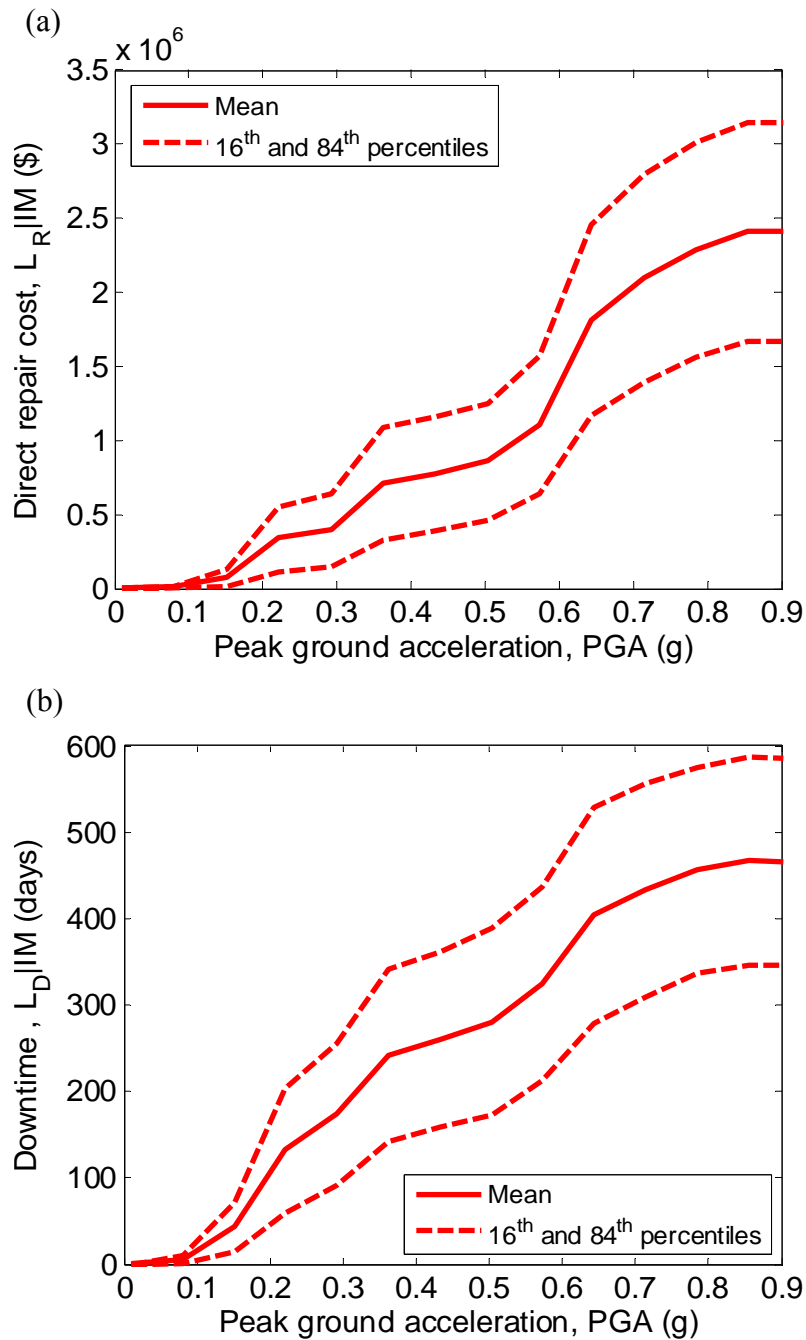 (a)
x 10^6
3.5
3
2.5
2
1.5
1
0.5
0
Direct repair cost, L_R||IM ($)
Mean
16th and 84th percentiles
0 0.1 0.2 0.3 0.4 0.5 0.6 0.7 0.8 0.9
Peak ground acceleration, PGA (g)
(b)
600
500
400
300
200
100
0
Downtime , L_D|IM (days)
Mean
16th and 84th percentiles
0 0.1 0.2 0.3 0.4 0.5 0.6 0.7 0.8 0.9
Peak ground acceleration, PGA (g)